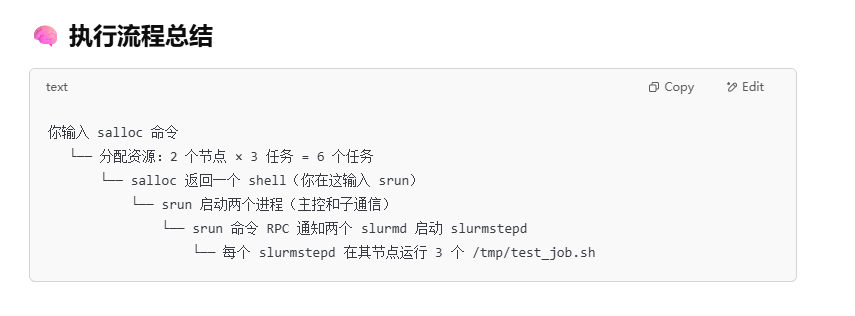 🧠 执行流程总结
text
Copy
Edit
你输入 salloc 命令
└── 分配资源：2 个节点 × 3 任务 = 6 个任务
└── salloc 返回一个 shell（你在这输入 srun）
└── srun 启动两个进程（主控和子通信）
└── srun 命令 RPC 通知两个 slurmd 启动 slurmstepd
└── 每个 slurmstepd 在其节点运行 3 个 /tmp/test_job.sh